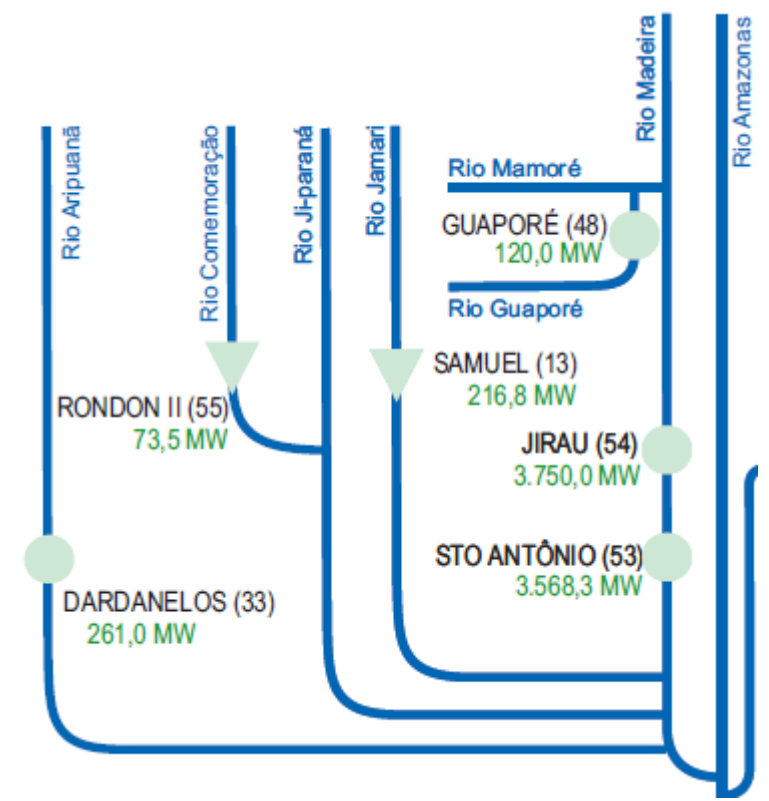 Rio Aripuanã
Rio Comemoração
Rio Ji-paraná
Rio Jamari
Rio Madeira
Rio Amazonas
Rio Mamoré
GUAPORÉ (48)
120,0 MW
Rio Guaporé
SAMUEL (13)
216,8 MW
RONDON II (55)
73,5 MW
JIRAU (54)
3.750,0 MW
STO ANTÔNIO (53)
3.568,3 MW
DARDANELOS (33)
261,0 MW